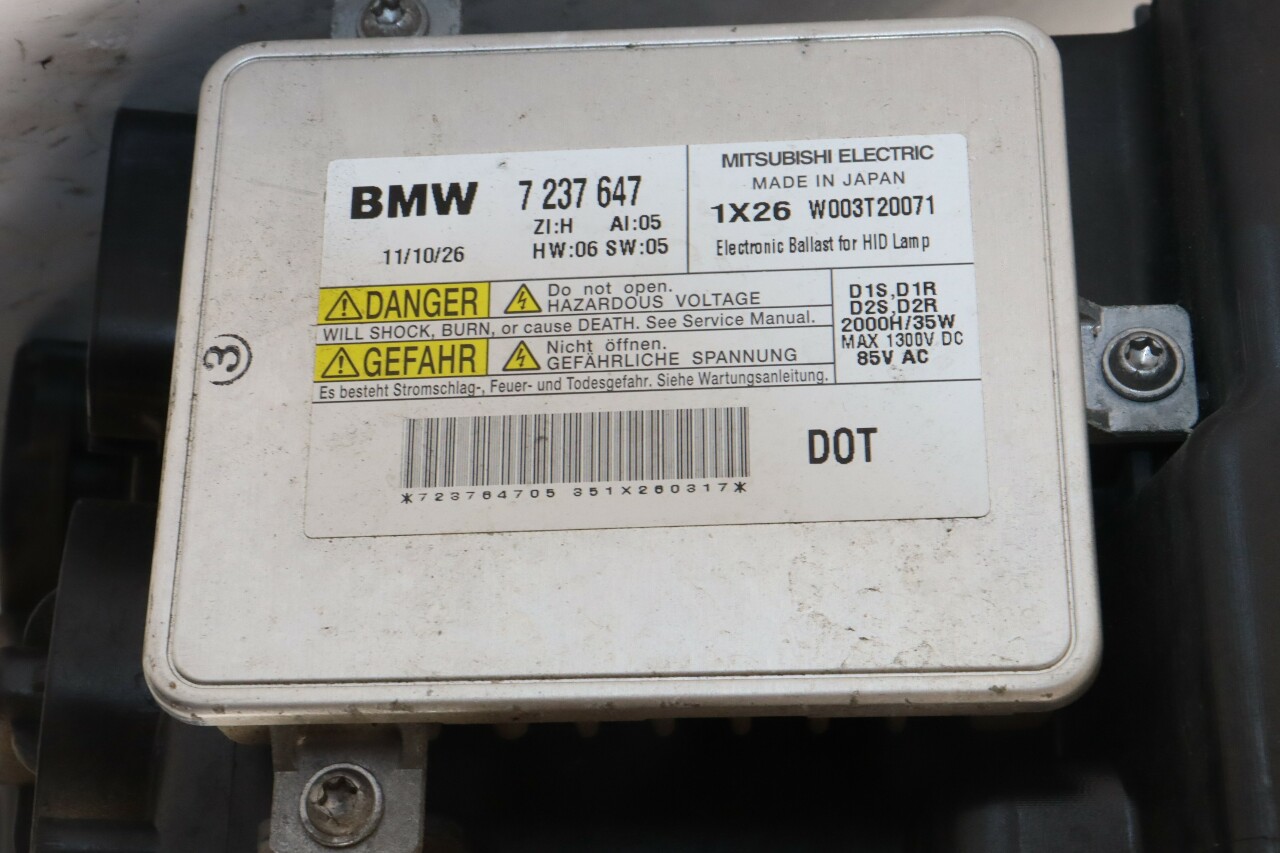 BMW 7 237 647
ZI:H AI:05
11/10/26 HW:06 SW:05
MITSUBISHI ELECTRIC
MADE IN JAPAN
1X26 W003T20071
Electronic Ballast for HID Lamp
DANGER
Do not open.
HAZARDOUS VOLTAGE
WILL SHOCK, BURN, or cause DEATH. See Service Manual.
GEFAHR
Nicht öffnen.
GEFÄHRLICHE SPANNUNG
Es besteht Stromschlag-, Feuer- und Todesgefahr. Siehe Wartungsanleitung.
D1S,D1R
D2S,D2R
2000H/35W
MAX 1300V DC
85V AC
*723764705 351X260317*
DOT
3